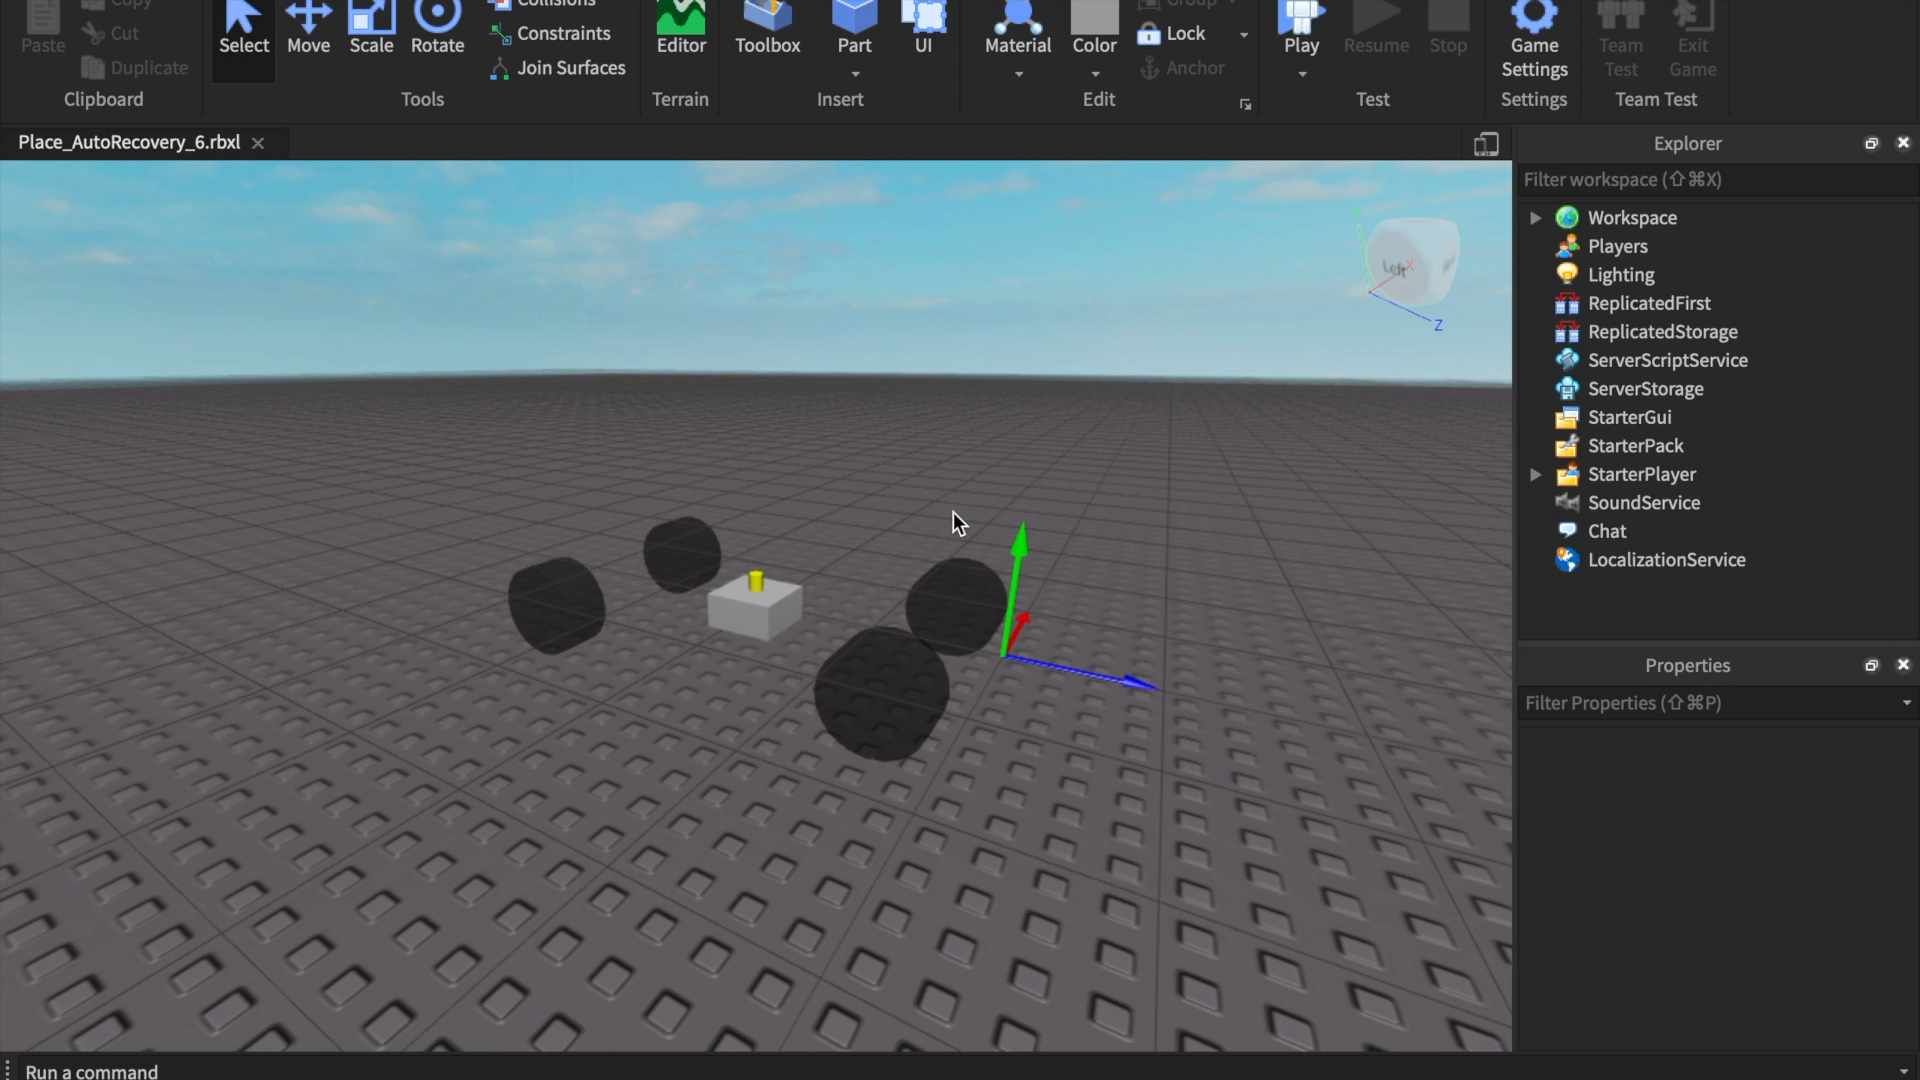 Copy
Paste
Cut
Duplicate
Clipboard
Select
Move
Scale
Rotate
Collisions
Constraints
Join Surfaces
Tools
Editor
Terrain
Toolbox
Part
UI
Insert
Material
Color
Group
Lock
Anchor
Edit
Play
Resume
Stop
Test
Game
Settings
Settings
Team
Test
Exit
Game
Team Test
Place_AutoRecovery_6.rbxl
Explorer
Filter workspace (⇧⌘X)
Workspace
Players
Lighting
ReplicatedFirst
ReplicatedStorage
ServerScriptService
ServerStorage
StarterGui
StarterPack
StarterPlayer
SoundService
Chat
LocalizationService
Left
X
Z
Properties
Filter Properties (⇧⌘P)
Run a command